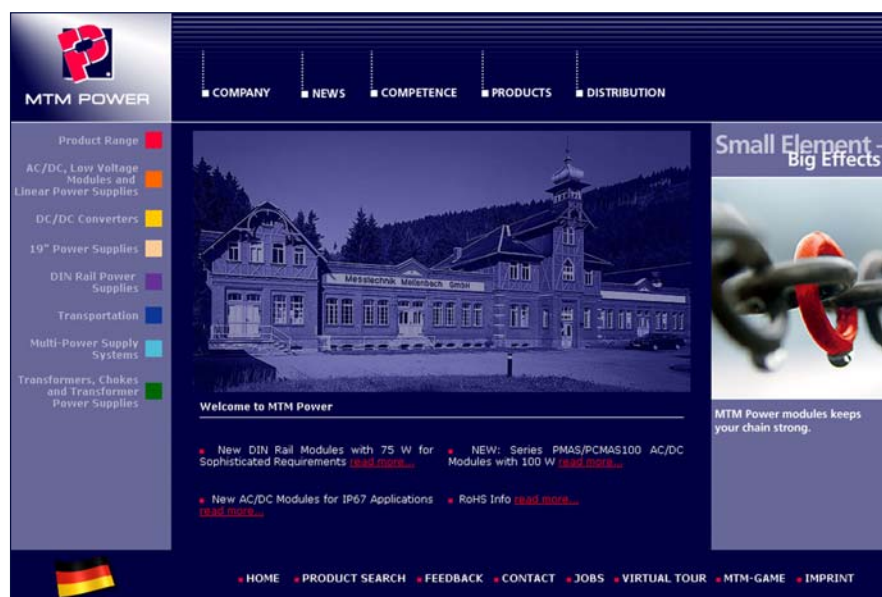 MTM POWER
COMPANY
NEWS
COMPETENCE
PRODUCTS
DISTRIBUTION
Product Range
AC/DC, Low Voltage
Modules and
Linear Power Supplies
DC/DC Converters
19" Power Supplies
DIN Rail Power
Supplies
Transportation
Multi-Power Supply
Systems
Transformers, Chokes
and Transformer
Power Supplies
Messtechnik Mellenbach GmbH
Welcome to MTM Power
New DIN Rail Modules with 75 W for
Sophisticated Requirements read more...
NEW: Series PMAS/PCMAS100 AC/DC
Modules with 100 W read more...
New AC/DC Modules for IP67 Applications
read more...
RoHS Info read more...
Small Element -
Big Effects
MTM Power modules keeps
your chain strong.
HOME
PRODUCT SEARCH
FEEDBACK
CONTACT
JOBS
VIRTUAL TOUR
MTM-GAME
IMPRINT